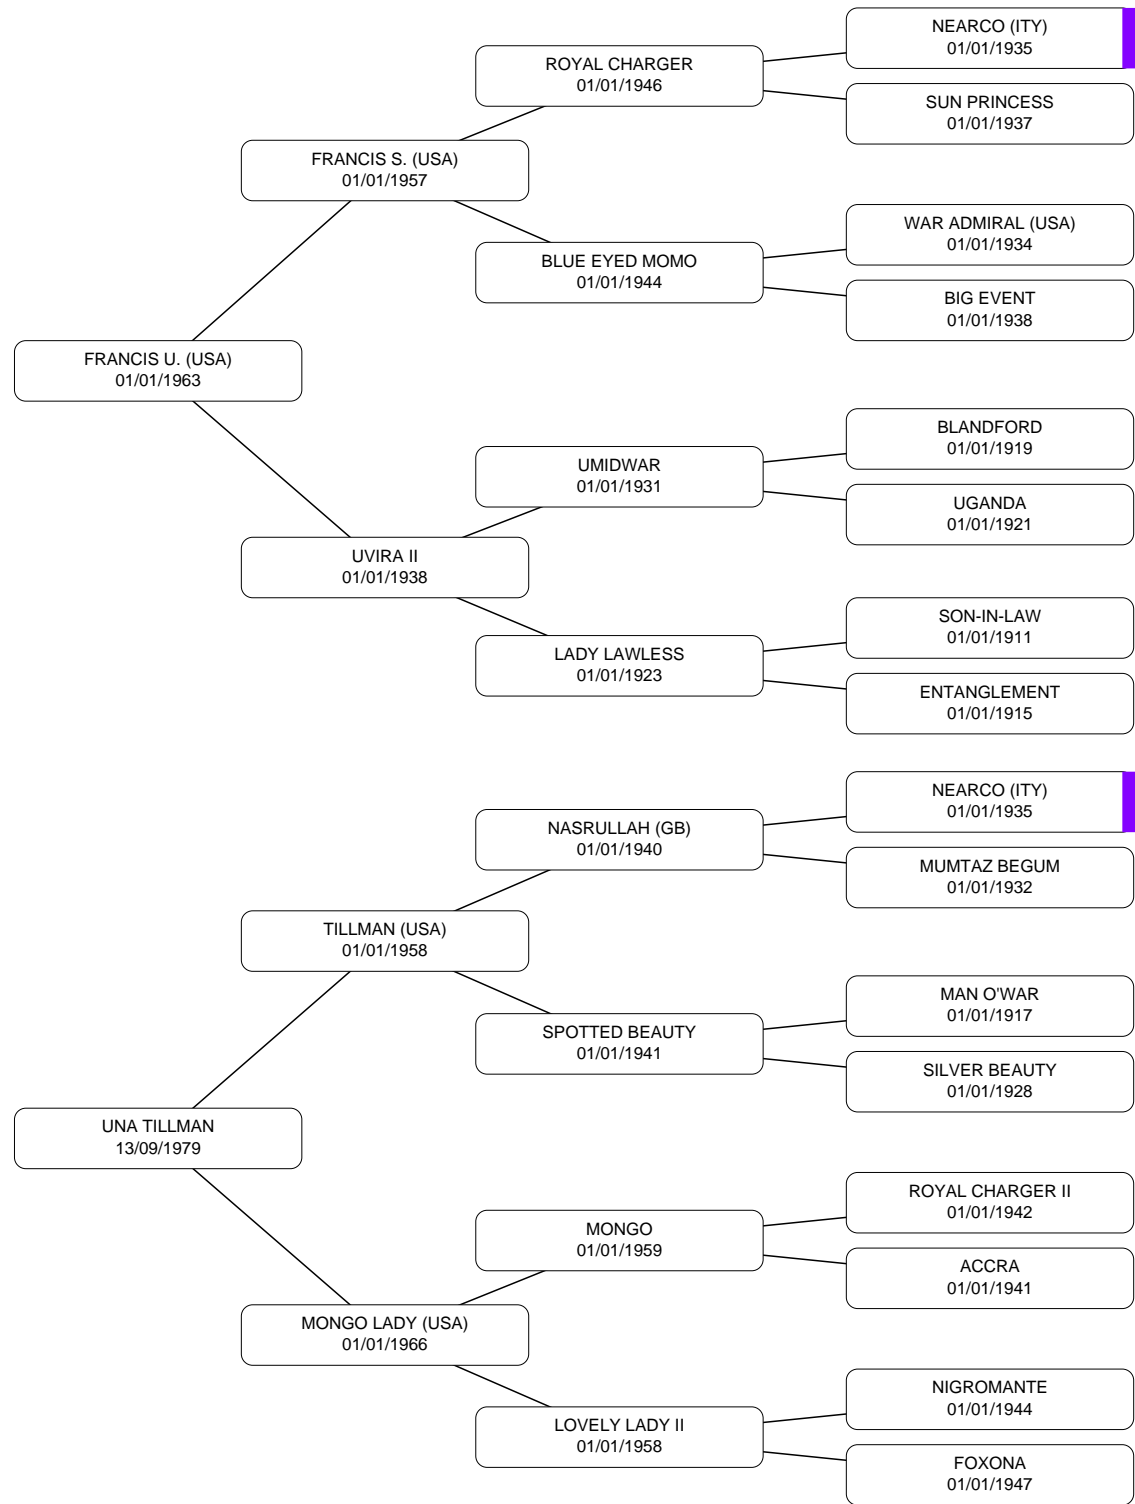 NEARCO (ITY)
01/01/1935
ROYAL CHARGER
01/01/1946
SUN PRINCESS
01/01/1937
FRANCIS S. (USA)
01/01/1957
WAR ADMIRAL (USA)
01/01/1934
BLUE EYED MOMO
01/01/1944
BIG EVENT
01/01/1938
FRANCIS U. (USA)
01/01/1963
BLANDFORD
01/01/1919
UMIDWAR
01/01/1931
UGANDA
01/01/1921
UVIRA II
01/01/1938
SON-IN-LAW
01/01/1911
LADY LAWLESS
01/01/1923
ENTANGLEMENT
01/01/1915
NEARCO (ITY)
01/01/1935
NASRULLAH (GB)
01/01/1940
MUMTAZ BEGUM
01/01/1932
TILLMAN (USA)
01/01/1958
MAN O'WAR
01/01/1917
SPOTTED BEAUTY
01/01/1941
SILVER BEAUTY
01/01/1928
UNA TILLMAN
13/09/1979
ROYAL CHARGER II
01/01/1942
MONGO
01/01/1959
ACCRA
01/01/1941
MONGO LADY (USA)
01/01/1966
NIGROMANTE
01/01/1944
LOVELY LADY II
01/01/1958
FOXONA
01/01/1947